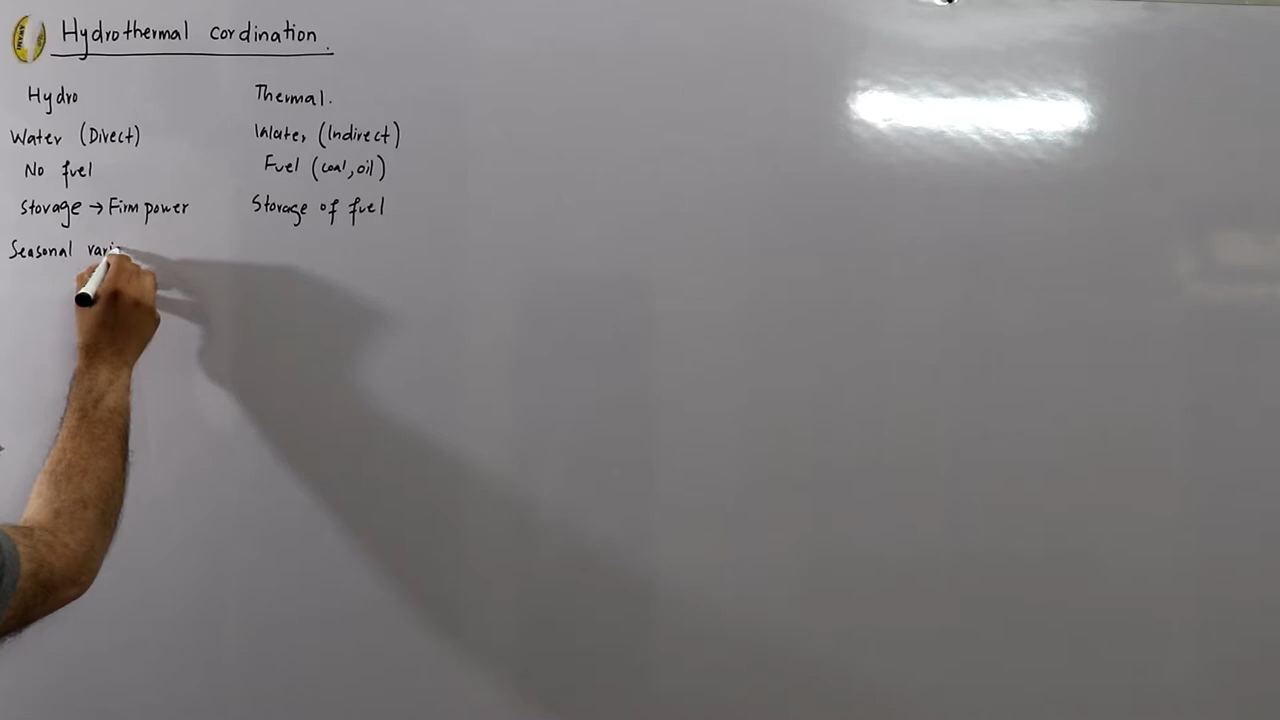 Hydrothermal cordination.
Hydro Thermal.
Water (Direct) Water (Indirect)
No fuel Fuel (coal, oil)
Storage → Firm power Storage of fuel
Seasonal vari